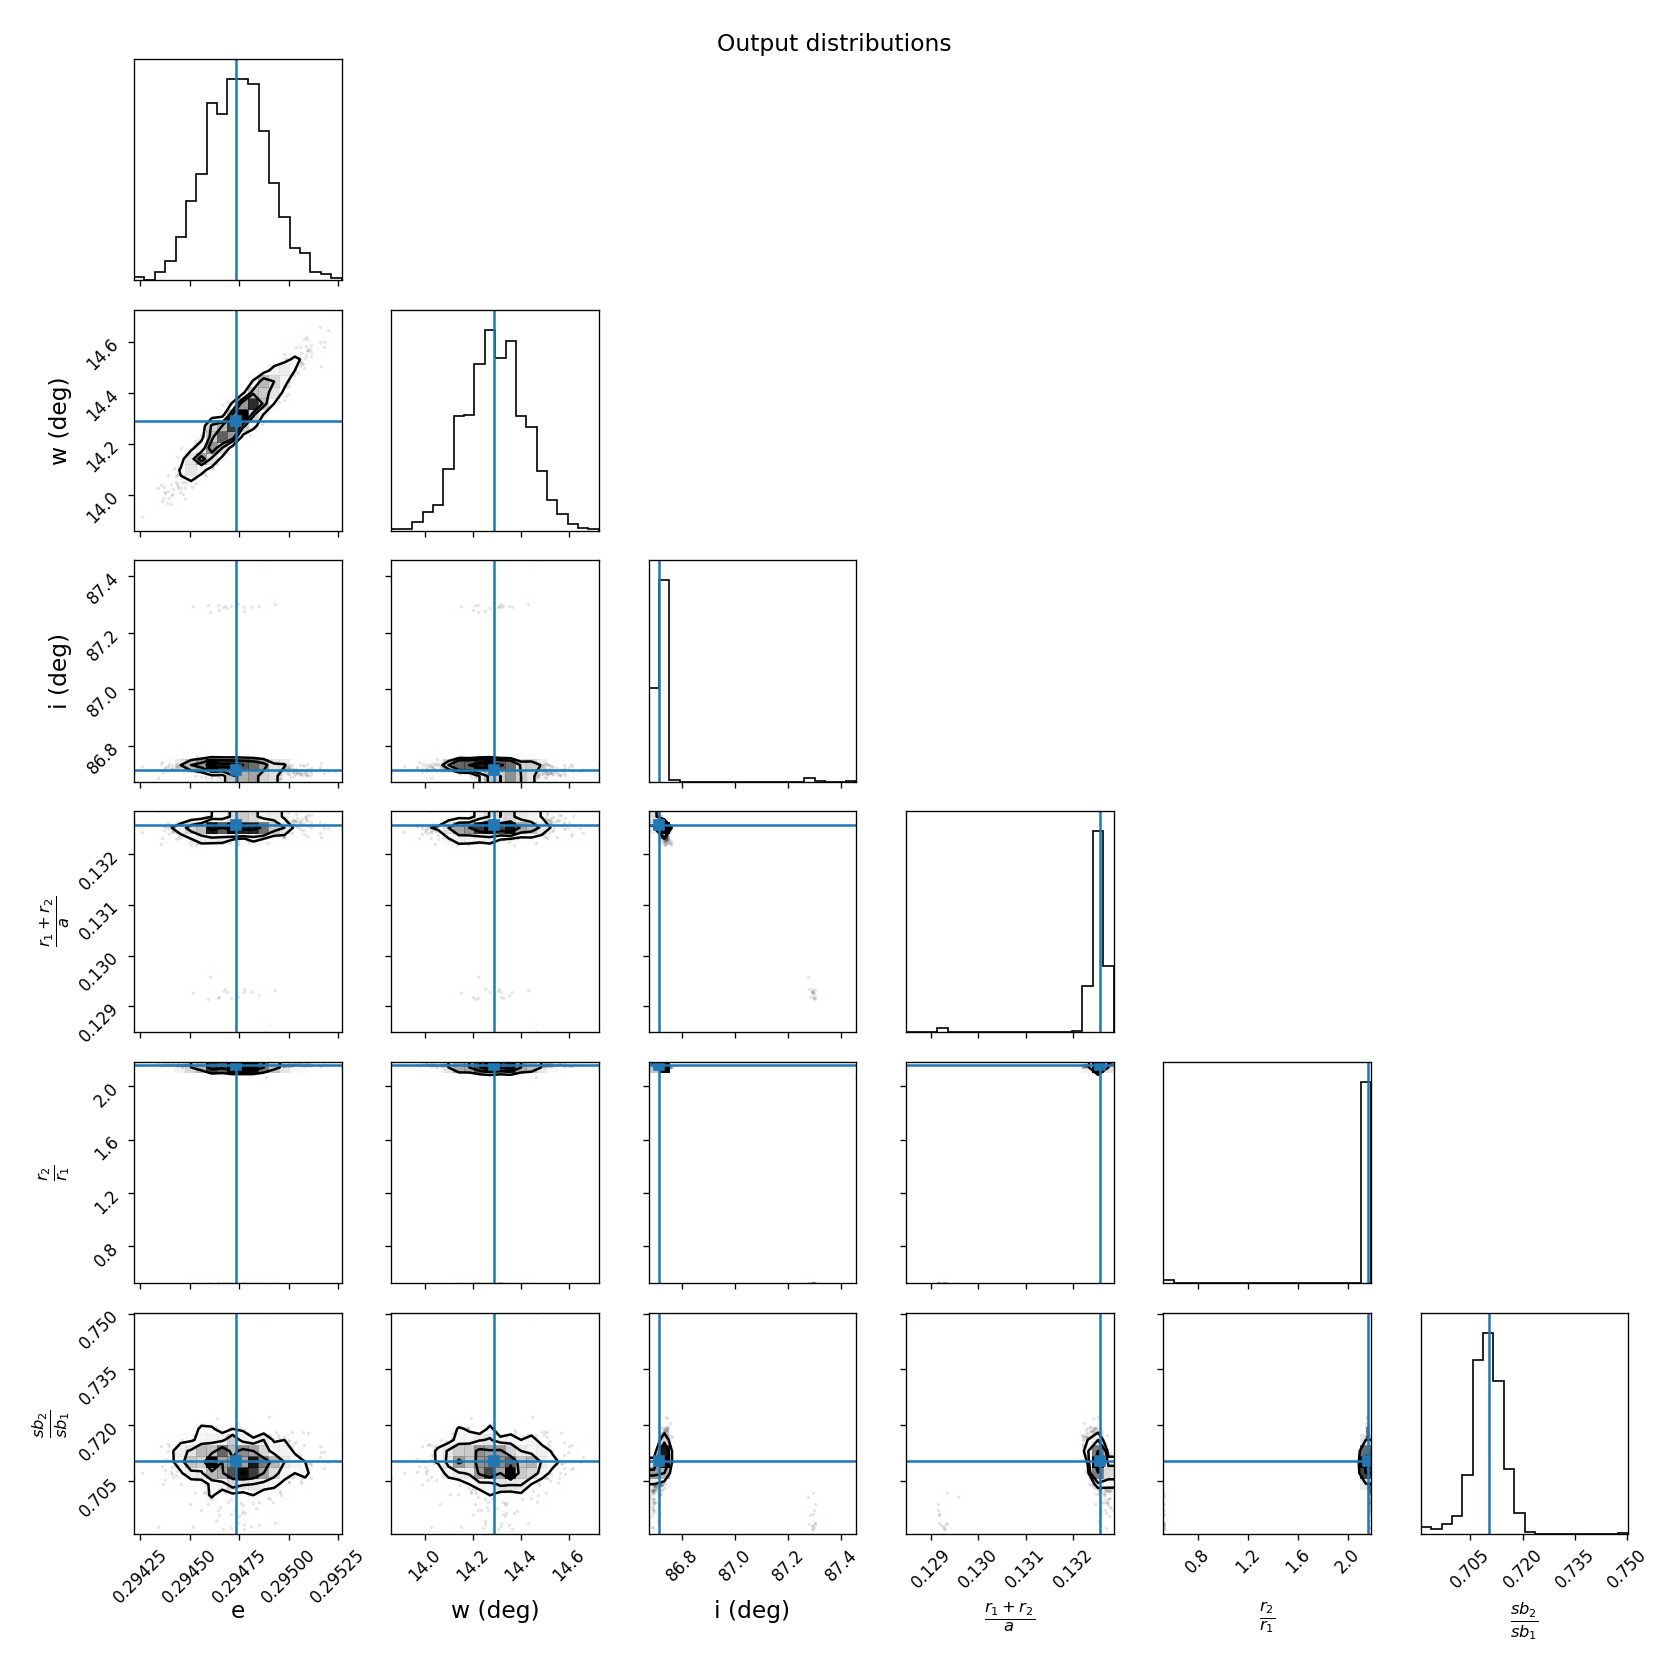 Output distributions
w (deg)
14.6
14.4
14.2
14.0
i (deg)
87.4
87.2
87.0
86.8
r₁ + r₂
a
0.132
0.131
0.130
0.129
r₂
r₁
2.0
1.6
1.2
0.8
sb₂
sb₁
0.750
0.735
0.720
0.705
0.29425 0.29450 0.29475 0.29500 0.29525
14.0 14.2 14.4 14.6
86.8 87.0 87.2 87.4
0.129 0.130 0.131 0.132
0.8 1.2 1.6 2.0
0.705 0.720 0.735 0.750
e
w (deg)
i (deg)
r₁ + r₂
a
r₂
r₁
sb₂
sb₁